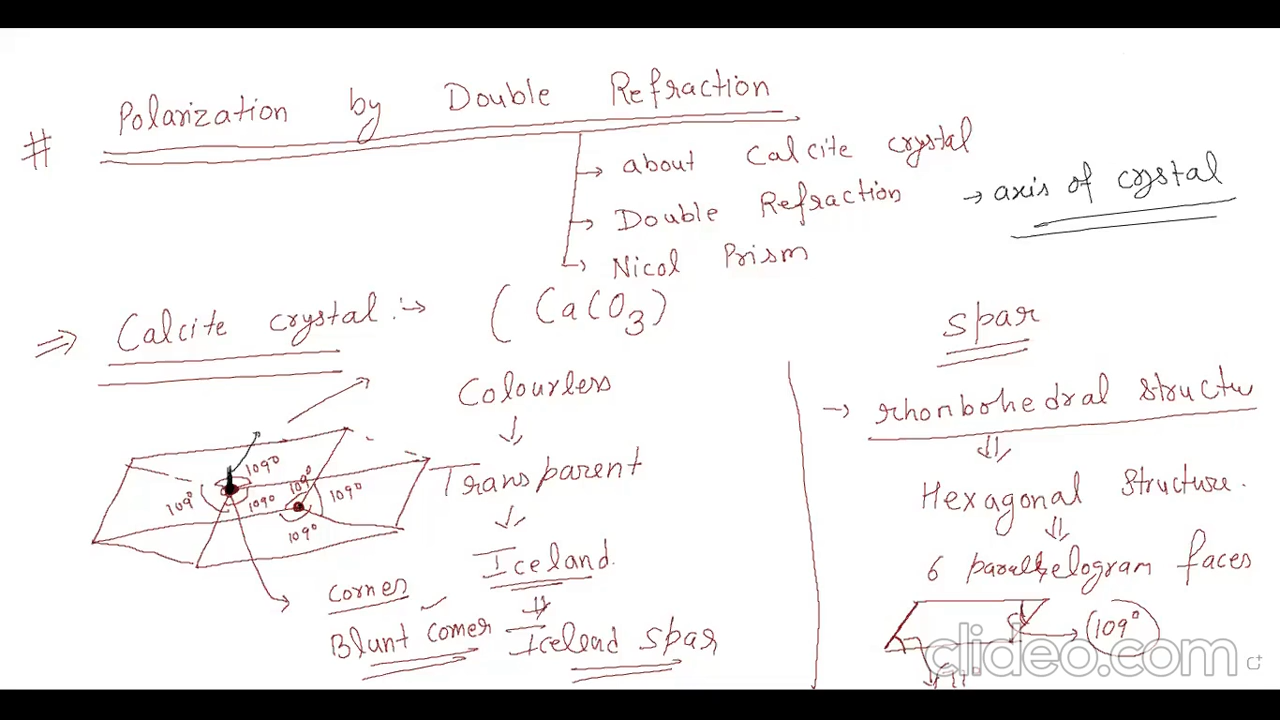 # Polarization by Double Refraction
→ about Calcite crystal
→ Double Refraction → axis of crystal
→ Nicol Prism
⇒ Calcite crystal :→ (CaCO3)
Colourless
↓
Transparent
↓
Iceland
⇓
Icelend spar
109°
109°
109°
109°
109°
109°
corner
Blunt corner
spar
→ rhonbohedral structu
⇓
Hexagonal structure.
⇓
6 parallelogram faces
109°
clideo.com